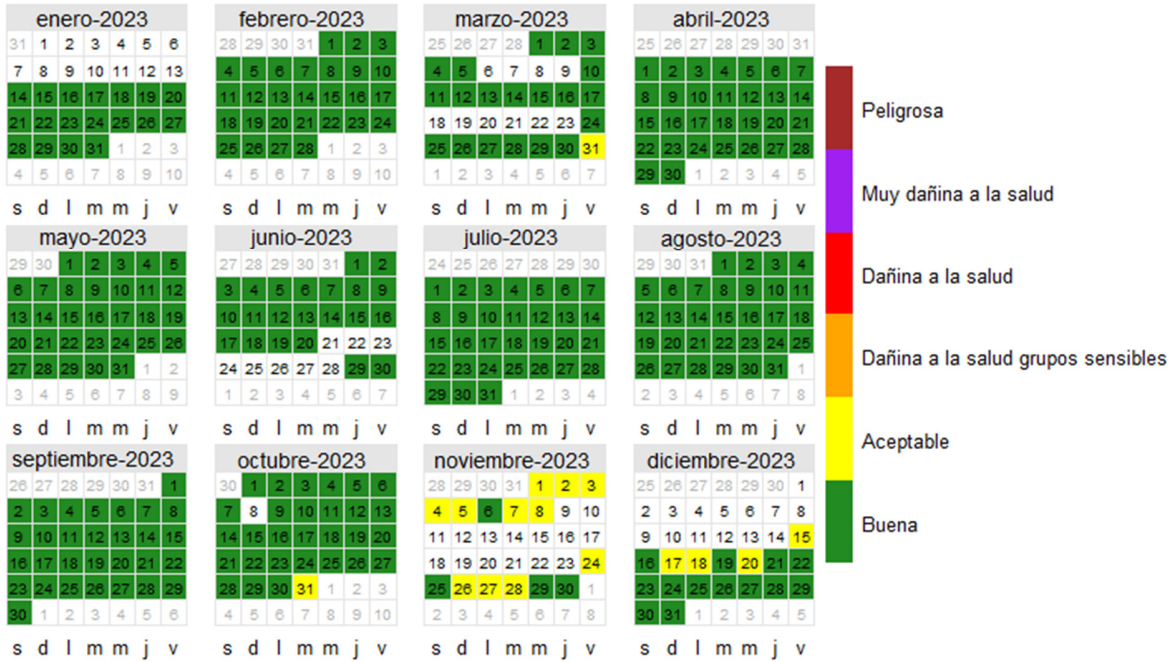 enero-2023
31 1 2 3 4 5 6
7 8 9 10 11 12 13
14 15 16 17 18 19 20
21 22 23 24 25 26 27
28 29 30 31 1 2 3
4 5 6 7 8 9 10
s d l m m j v
febrero-2023
28 29 30 31 1 2 3
4 5 6 7 8 9 10
11 12 13 14 15 16 17
18 19 20 21 22 23 24
25 26 27 28 1 2 3
4 5 6 7 8 9 10
s d l m m j v
marzo-2023
25 26 27 28 1 2 3
4 5 6 7 8 9 10
11 12 13 14 15 16 17
18 19 20 21 22 23 24
25 26 27 28 29 30 31
1 2 3 4 5 6 7
s d l m m j v
abril-2023
25 26 27 28 29 30 31
1 2 3 4 5 6 7
8 9 10 11 12 13 14
15 16 17 18 19 20 21
22 23 24 25 26 27 28
29 30 1 2 3 4 5
s d l m m j v
mayo-2023
29 30 1 2 3 4 5
6 7 8 9 10 11 12
13 14 15 16 17 18 19
20 21 22 23 24 25 26
27 28 29 30 31 1 2
3 4 5 6 7 8 9
s d l m m j v
junio-2023
27 28 29 30 31 1 2
3 4 5 6 7 8 9
10 11 12 13 14 15 16
17 18 19 20 21 22 23
24 25 26 27 28 29 30
1 2 3 4 5 6 7
s d l m m j v
julio-2023
24 25 26 27 28 29 30
1 2 3 4 5 6 7
8 9 10 11 12 13 14
15 16 17 18 19 20 21
22 23 24 25 26 27 28
29 30 31 1 2 3 4
s d l m m j v
agosto-2023
29 30 31 1 2 3 4
5 6 7 8 9 10 11
12 13 14 15 16 17 18
19 20 21 22 23 24 25
26 27 28 29 30 31 1
2 3 4 5 6 7 8
s d l m m j v
septiembre-2023
26 27 28 29 30 31 1
2 3 4 5 6 7 8
9 10 11 12 13 14 15
16 17 18 19 20 21 22
23 24 25 26 27 28 29
30 1 2 3 4 5 6
s d l m m j v
octubre-2023
30 1 2 3 4 5 6
7 8 9 10 11 12 13
14 15 16 17 18 19 20
21 22 23 24 25 26 27
28 29 30 31 1 2 3
4 5 6 7 8 9 10
s d l m m j v
noviembre-2023
28 29 30 31 1 2 3
4 5 6 7 8 9 10
11 12 13 14 15 16 17
18 19 20 21 22 23 24
25 26 27 28 29 30 1
2 3 4 5 6 7 8
s d l m m j v
diciembre-2023
25 26 27 28 29 30 1
2 3 4 5 6 7 8
9 10 11 12 13 14 15
16 17 18 19 20 21 22
23 24 25 26 27 28 29
30 31 1 2 3 4 5
s d l m m j v
Peligrosa
Muy dañina a la salud
Dañina a la salud
Dañina a la salud grupos sensibles
Aceptable
Buena